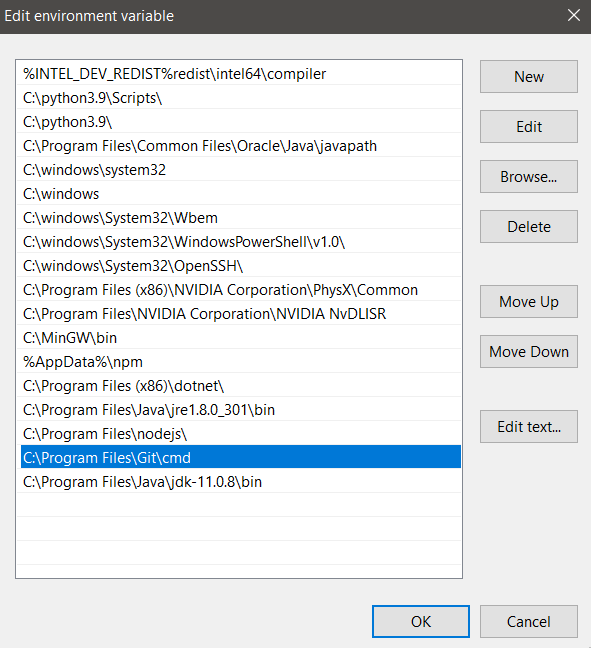 Edit environment variable
%INTEL_DEV_REDIST%redist\intel64\compiler
C:\python3.9\Scripts\
C:\python3.9\
C:\Program Files\Common Files\Oracle\Java\javapath
C:\windows\system32
C:\windows
C:\windows\System32\Wbem
C:\windows\System32\WindowsPowerShell\v1.0\
C:\windows\System32\OpenSSH\
C:\Program Files (x86)\NVIDIA Corporation\PhysX\Common
C:\Program Files\NVIDIA Corporation\NVIDIA NvDLISR
C:\MinGW\bin
%AppData%\npm
C:\Program Files (x86)\dotnet\
C:\Program Files\Java\jre1.8.0_301\bin
C:\Program Files\nodejs\
C:\Program Files\Git\cmd
C:\Program Files\Java\jdk-11.0.8\bin
New
Edit
Browse...
Delete
Move Up
Move Down
Edit text...
OK
Cancel